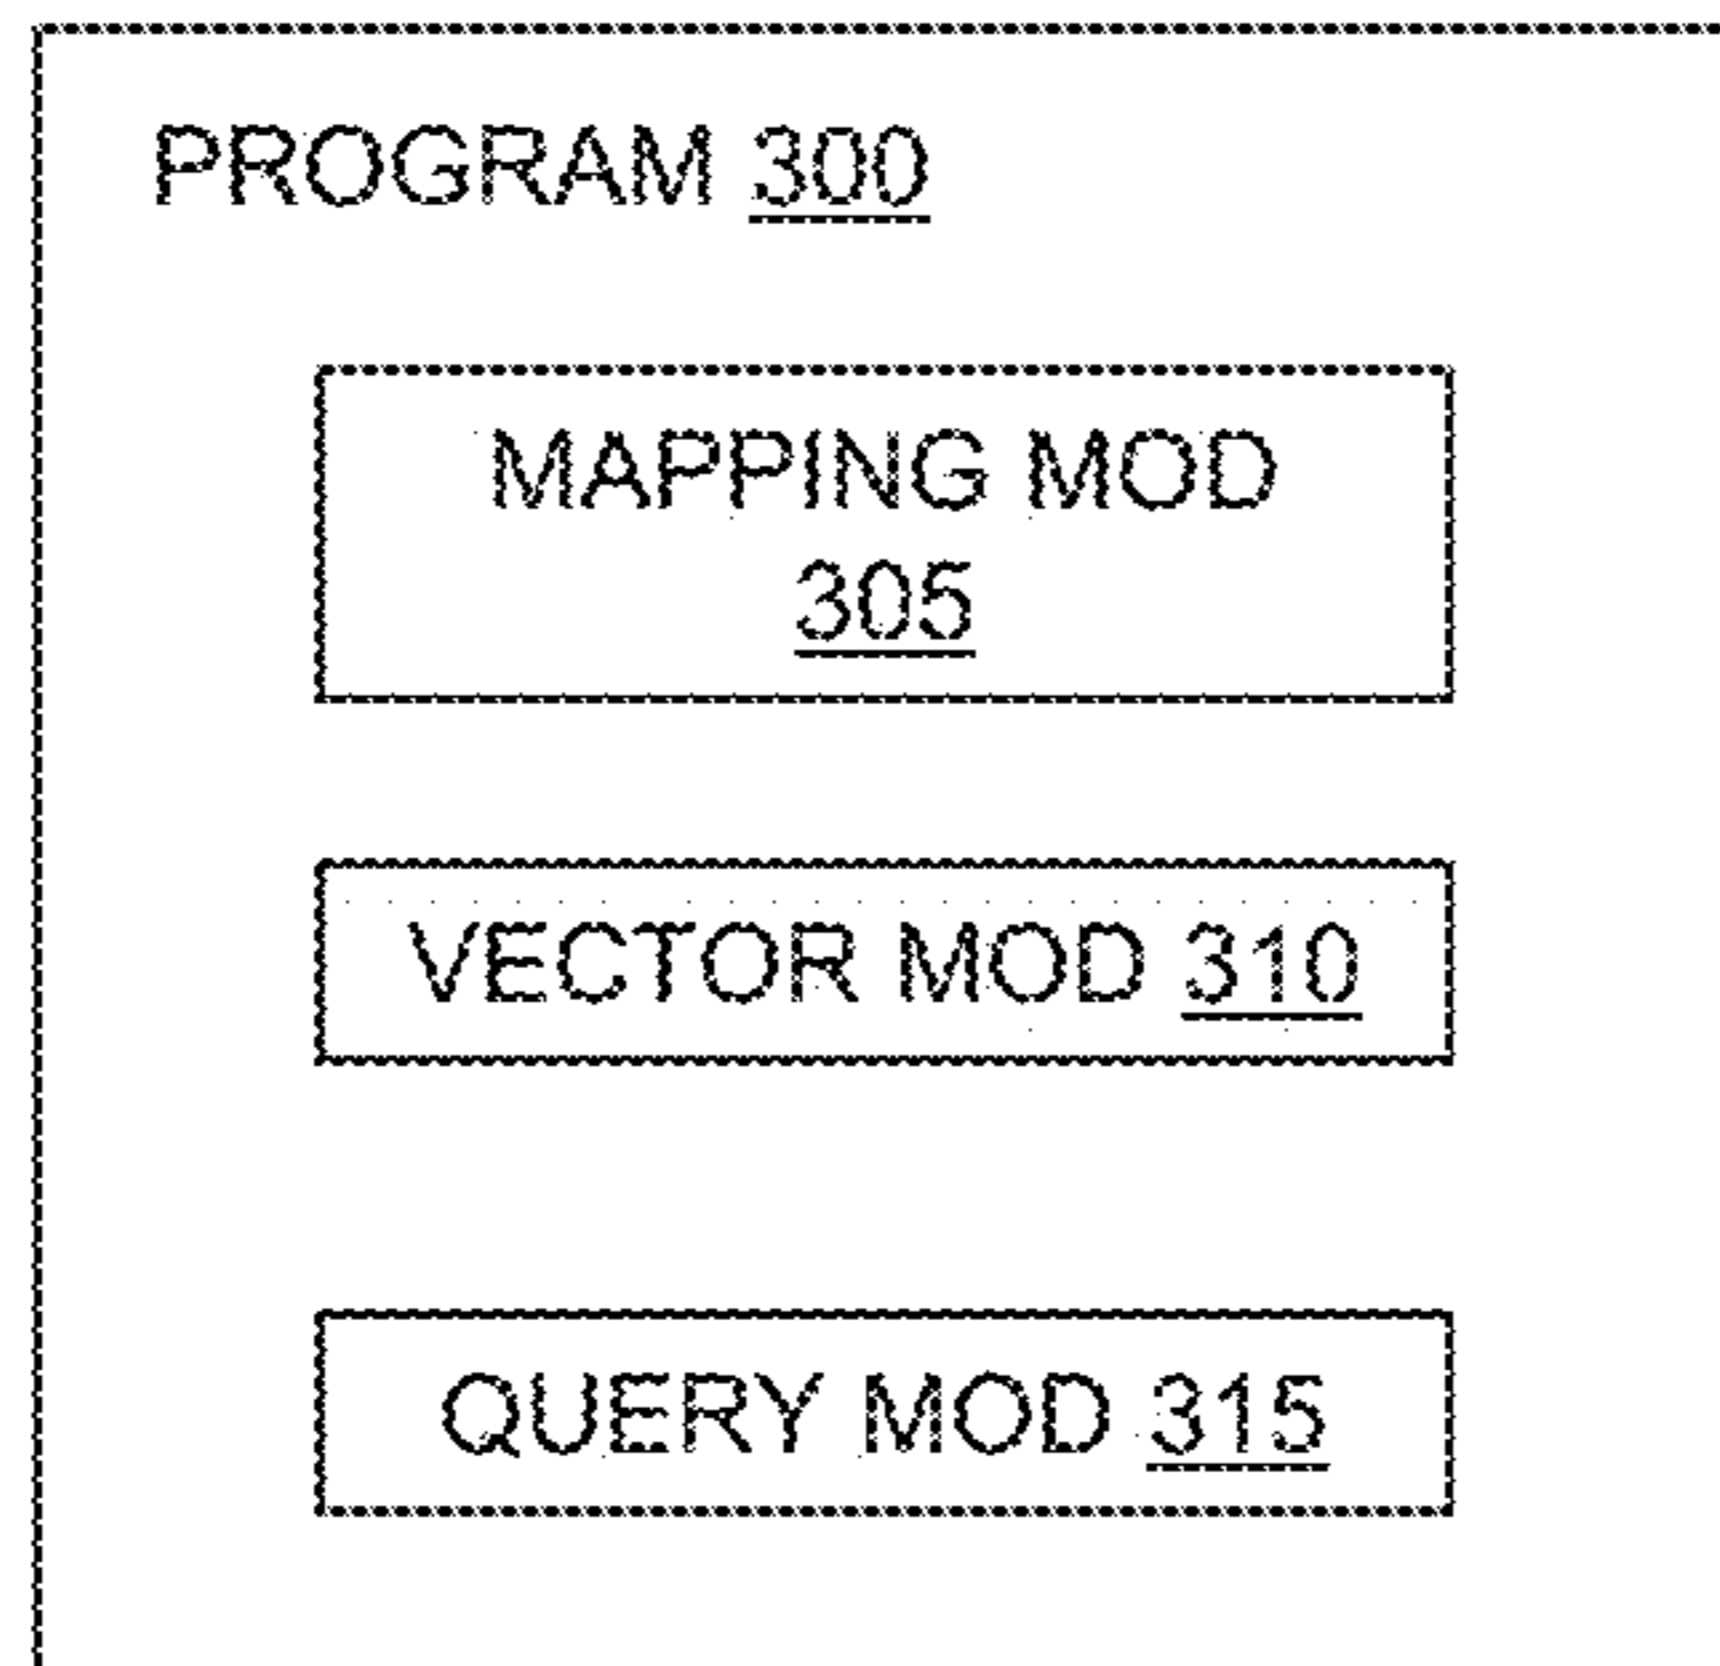 PROGRAM 300
MAPPING MOD
305
VECTOR MOD 310
QUERY MOD 315